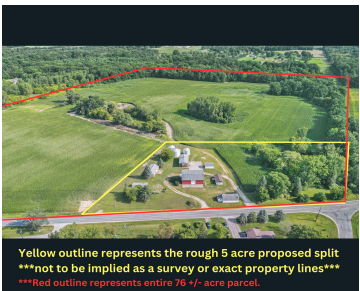 Yellow outline represents the rough 5 acre proposed split
***not to be implied as a survey or exact property lines***
***Red outline represents entire 76 +/- acre parcel.